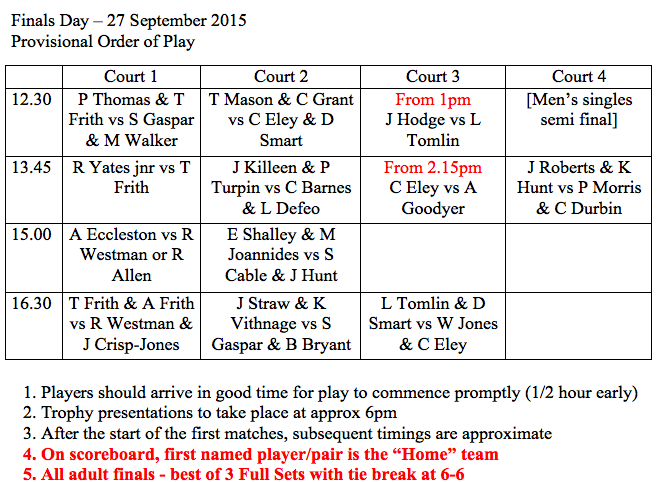 Finals Day – 27 September 2015
Provisional Order of Play
Court 1 Court 2 Court 3 Court 4
12.30 P Thomas & T T Mason & C Grant From 1pm [Men’s singles
Frith vs S Gaspar vs C Eley & D J Hodge vs L semi final]
& M Walker Smart Tomlin
13.45 R Yates jnr vs T J Killeen & P From 2.15pm J Roberts & K
Frith Turpin vs C Barnes C Eley vs A Hunt vs P Morris
& L Defeo Goodyer & C Durbin
15.00 A Eccleston vs R E Shalley & M
Westman or R Joannides vs S
Allen Cable & J Hunt
16.30 T Frith & A Frith J Straw & K L Tomlin & D
vs R Westman & Vithnage vs S Smart vs W Jones
J Crisp-Jones Gaspar & B Bryant & C Eley
1. Players should arrive in good time for play to commence promptly (1/2 hour early)
2. Trophy presentations to take place at approx 6pm
3. After the start of the first matches, subsequent timings are approximate
4. On scoreboard, first named player/pair is the “Home” team
5. All adult finals - best of 3 Full Sets with tie break at 6-6